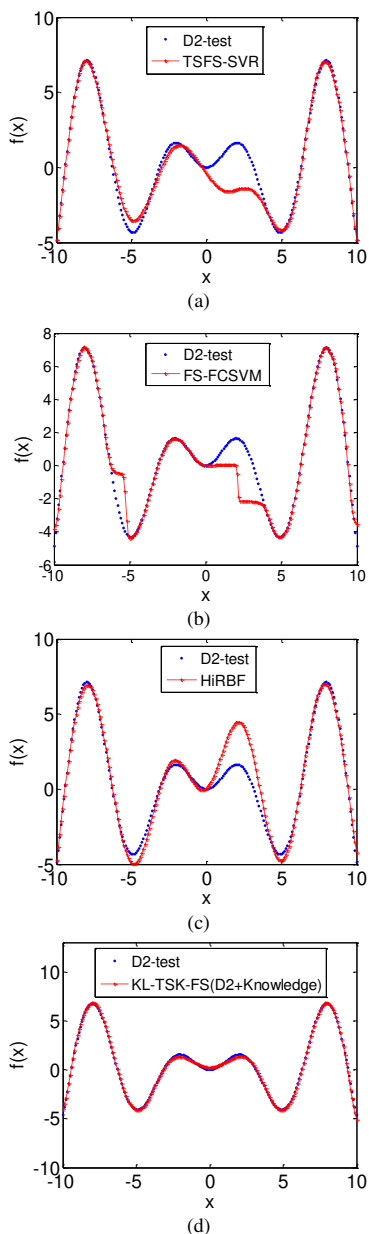 10
5
0
-5
f(x)
D2-test
TSFS-SVR
-10 -5 0 5 10
x
(a)
8
6
4
2
0
-2
-4
-6
f(x)
D2-test
FS-FCSVM
-10 -5 0 5 10
x
(b)
10
5
0
-5
f(x)
D2-test
HiRBF
-10 -5 0 5 10
x
(c)
10
5
0
-5
-10
f(x)
D2-test
KL-TSK-FS(D2+Knowledge)
-10 -5 0 5 10
x
(d)